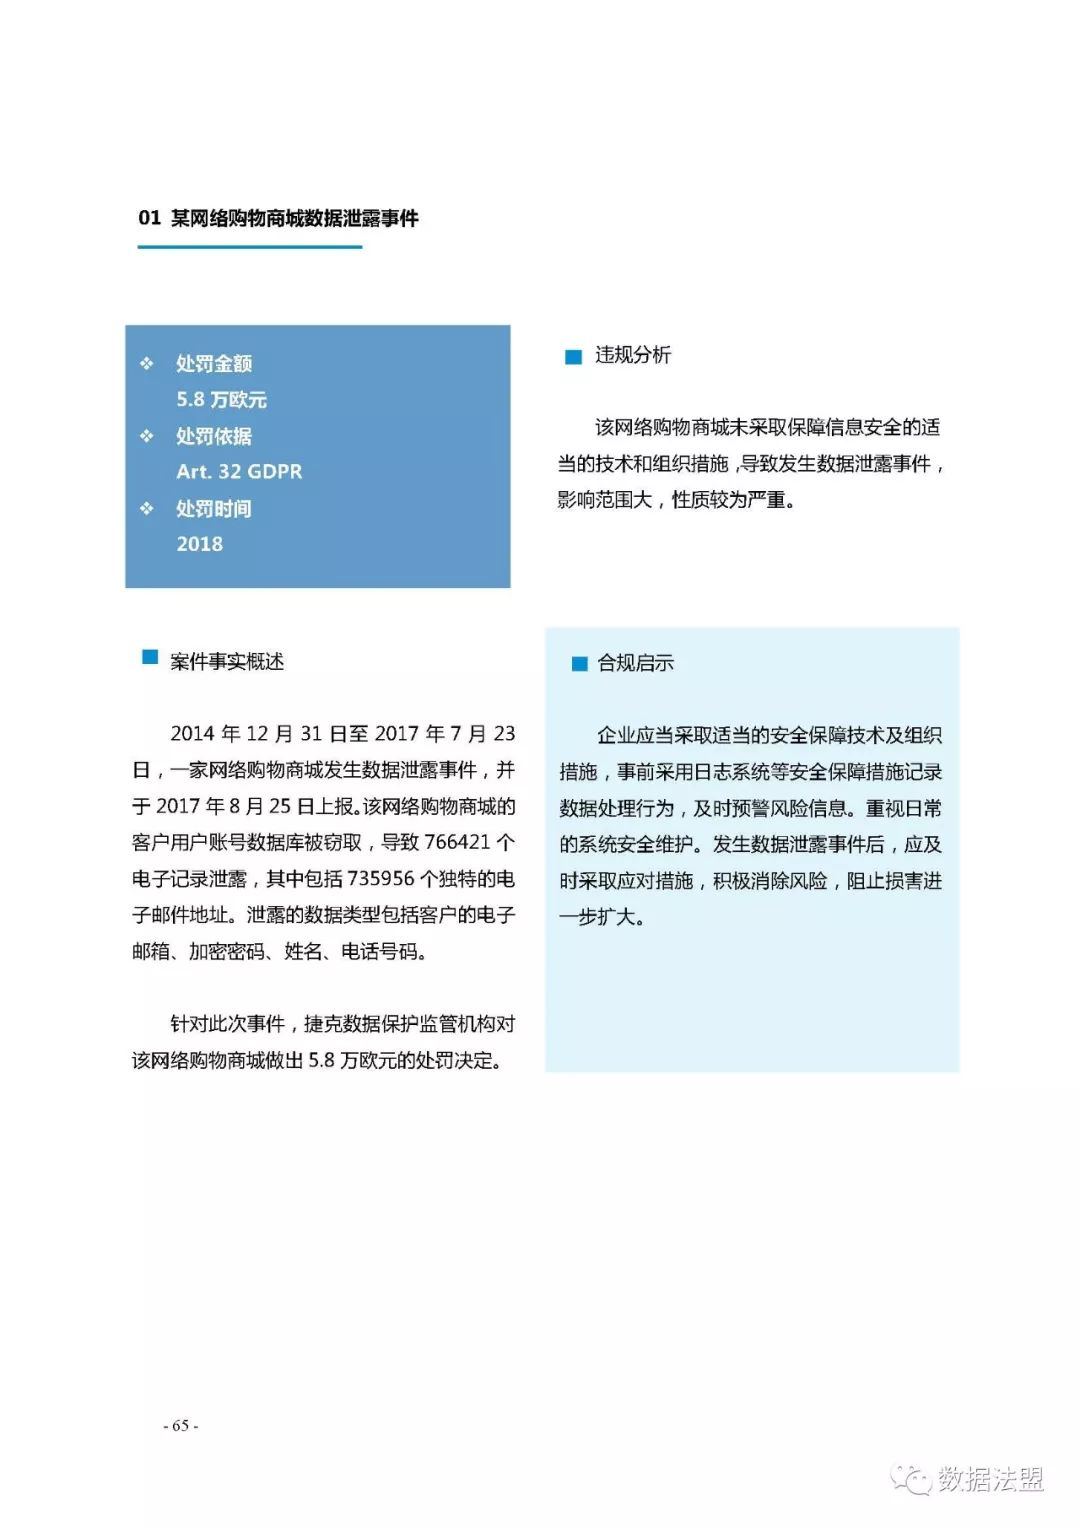 01 某网络购物商城数据泄露事件
❖ 处罚金额
5.8 万欧元
❖ 处罚依据
Art. 32 GDPR
❖ 处罚时间
2018
■ 案件事实概述
2014 年 12 月 31 日至 2017 年 7 月 23
日，一家网络购物商城发生数据泄露事件，并
于 2017 年 8 月 25 日上报。该网络购物商城的
客户用户账号数据库被窃取，导致 766421 个
电子记录泄露，其中包括 735956 个独特的电
子邮件地址。泄露的数据类型包括客户的电子
邮箱、加密密码、姓名、电话号码。
针对此次事件，捷克数据保护监管机构对
该网络购物商城做出 5.8 万欧元的处罚决定。
■ 违规分析
该网络购物商城未采取保障信息安全的适
当的技术和组织措施，导致发生数据泄露事件，
影响范围大，性质较为严重。
■ 合规启示
企业应当采取适当的安全保障技术及组织
措施，事前采用日志系统等安全保障措施记录
数据处理行为，及时预警风险信息。重视日常
的系统安全维护。发生数据泄露事件后，应及
时采取应对措施，积极消除风险，阻止损害进
一步扩大。
- 65 -
数据法盟